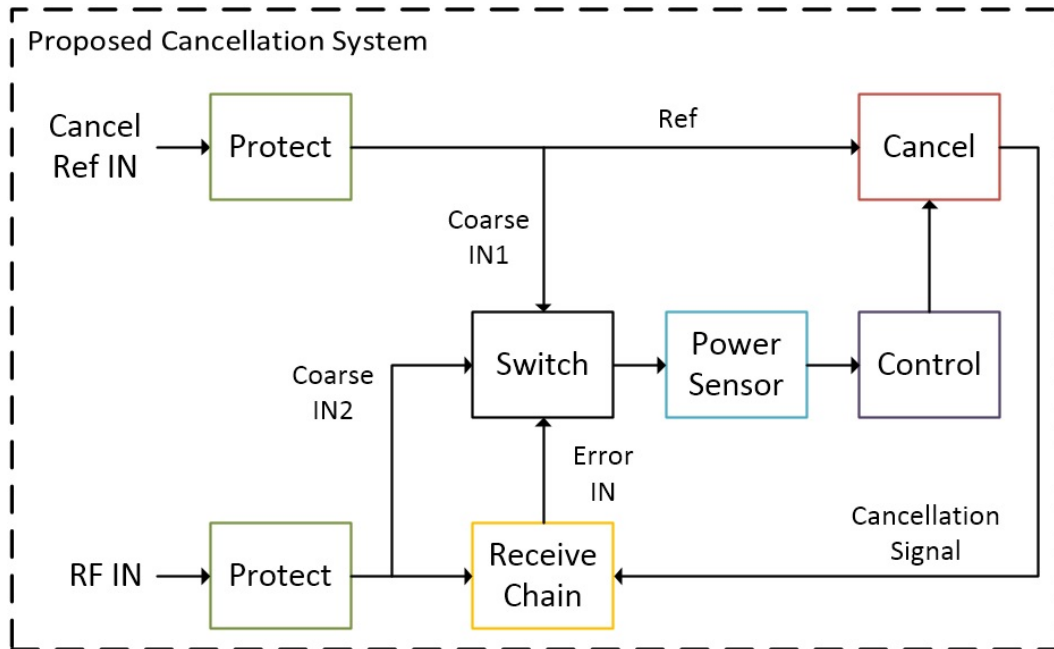 Proposed Cancellation System
Cancel
Ref IN
Protect
Ref
Cancel
Coarse
IN1
Coarse
IN2
Switch
Power
Sensor
Control
Error
IN
Cancellation
Signal
RF IN
Protect
Receive
Chain